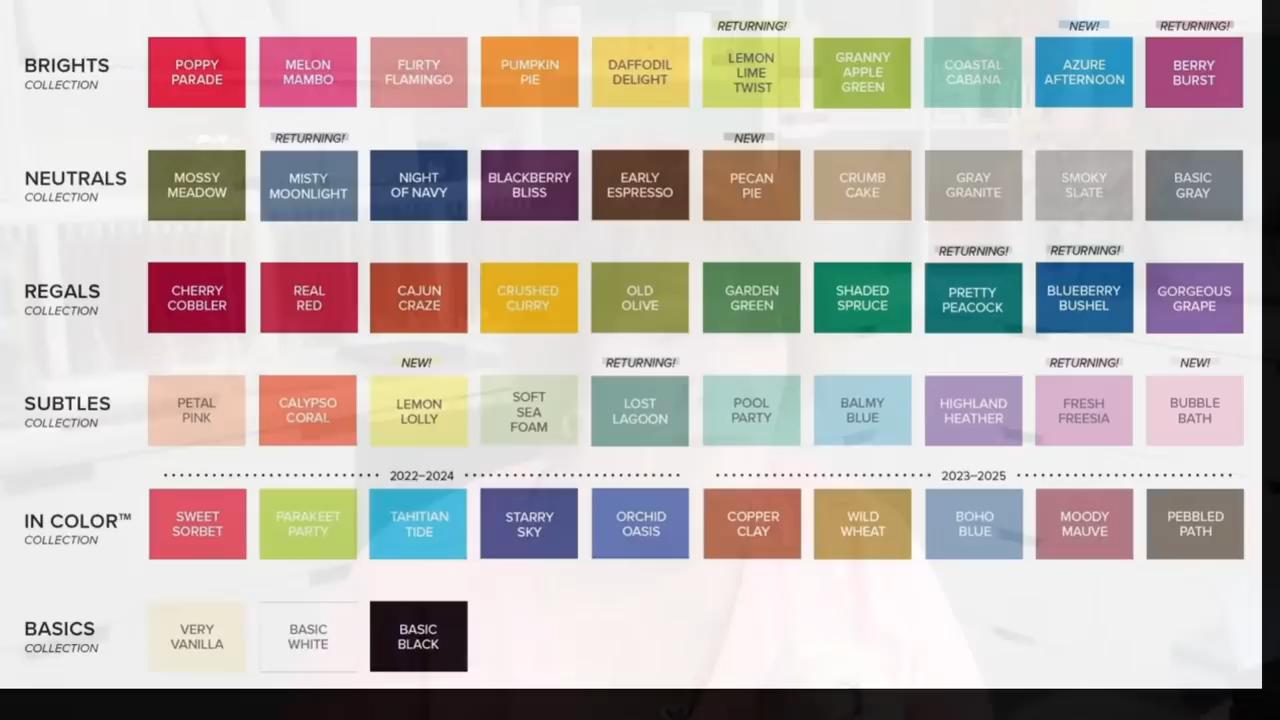 RETURNING! NEW! RETURNING!
BRIGHTS
COLLECTION
POPPY
PARADE
MELON
MAMBO
FLIRTY
FLAMINGO
PUMPKIN
PIE
DAFFODIL
DELIGHT
LEMON
LIME
TWIST
GRANNY
APPLE
GREEN
COASTAL
CABANA
AZURE
AFTERNOON
BERRY
BURST
RETURNING! NEW!
NEUTRALS
COLLECTION
MOSSY
MEADOW
MISTY
MOONLIGHT
NIGHT
OF NAVY
BLACKBERRY
BLISS
EARLY
ESPRESSO
PECAN
PIE
CRUMB
CAKE
GRAY
GRANITE
SMOKY
SLATE
BASIC
GRAY
RETURNING! RETURNING!
REGALS
COLLECTION
CHERRY
COBBLER
REAL
RED
CAJUN
CRAZE
CRUSHED
CURRY
OLD
OLIVE
GARDEN
GREEN
SHADED
SPRUCE
PRETTY
PEACOCK
BLUEBERRY
BUSHEL
GORGEOUS
GRAPE
NEW! RETURNING! RETURNING! NEW!
SUBTLES
COLLECTION
PETAL
PINK
CALYPSO
CORAL
LEMON
LOLLY
SOFT
SEA
FOAM
LOST
LAGOON
POOL
PARTY
BALMY
BLUE
HIGHLAND
HEATHER
FRESH
FREESIA
BUBBLE
BATH
2022–2024 2023–2025
IN COLOR™
COLLECTION
SWEET
SORBET
PARAKEET
PARTY
TAHITIAN
TIDE
STARRY
SKY
ORCHID
OASIS
COPPER
CLAY
WILD
WHEAT
BOHO
BLUE
MOODY
MAUVE
PEBBLED
PATH
BASICS
COLLECTION
VERY
VANILLA
BASIC
WHITE
BASIC
BLACK